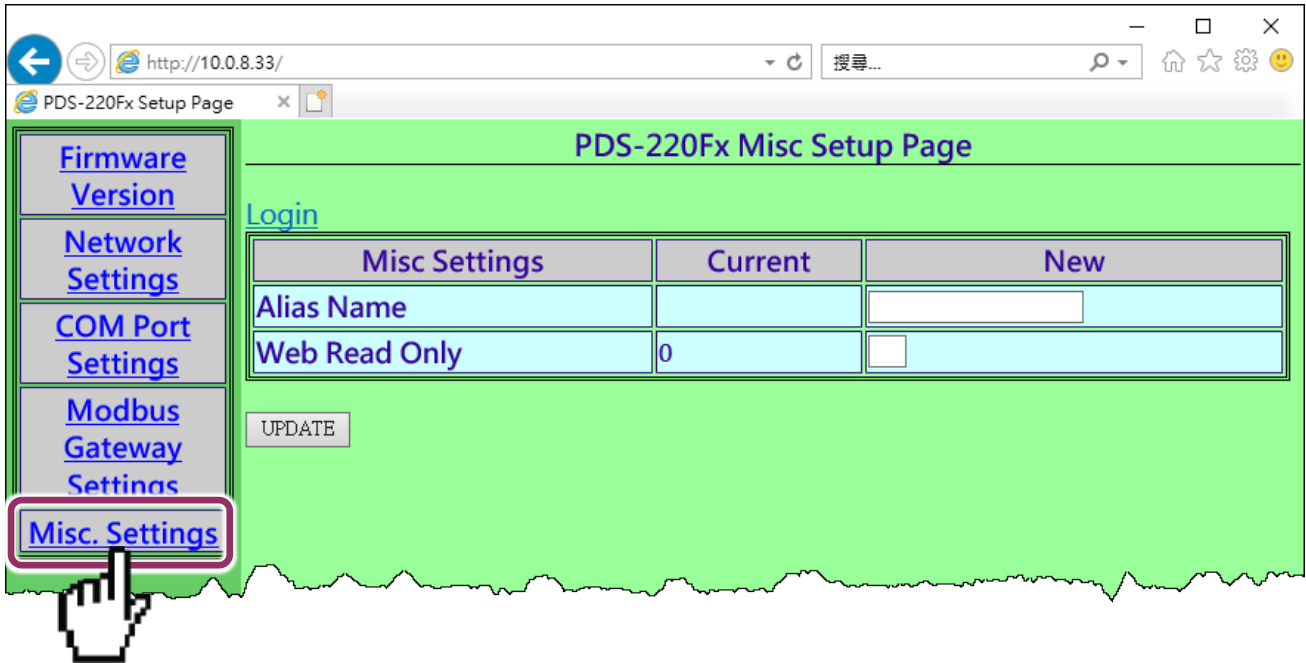 http://10.0.8.33/
搜尋...
PDS-220Fx Setup Page
Firmware
Version
Network
Settings
COM Port
Settings
Modbus
Gateway
Settings
Misc. Settings
PDS-220Fx Misc Setup Page
Login
Misc Settings Current New
Alias Name
Web Read Only 0
UPDATE